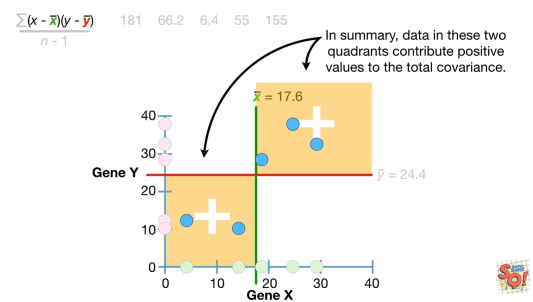 ∑(x - x̅)(y - y̅)
n - 1
181 66.2 6.4 55 155
In summary, data in these two
quadrants contribute positive
values to the total covariance.
x̅ = 17.6
40
30
Gene Y
y̅ = 24.4
20
10
0
0 10 20 30 40
Gene X